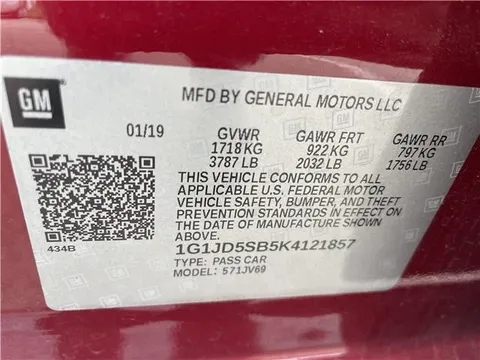 GM
MFD BY GENERAL MOTORS LLC
01/19 GVWR GAWR FRT GAWR RR
1718 KG 922 KG 797 KG
3787 LB 2032 LB 1756 LB
THIS VEHICLE CONFORMS TO ALL
APPLICABLE U.S. FEDERAL MOTOR
VEHICLE SAFETY, BUMPER, AND THEFT
PREVENTION STANDARDS IN EFFECT ON
THE DATE OF MANUFACTURE SHOWN
ABOVE.
434B
1G1JD5SB5K4121857
TYPE: PASS CAR
MODEL: 571JV69